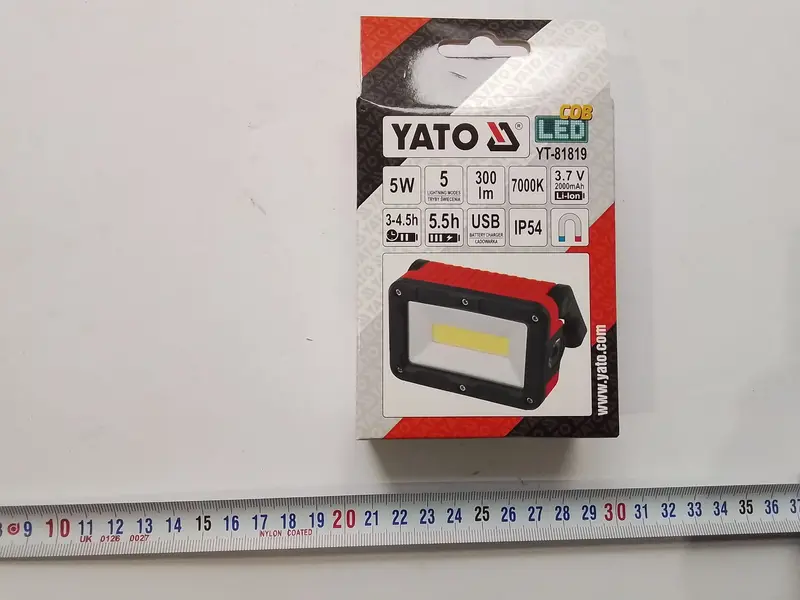 COB
YATO ® LED
YT-81819
5W
5
LIGHTNING MODES
TRYBY ŚWIECENIA
300
lm
7000K
3.7 V
2000mAh
Li-Ion
3-4.5h
5.5h
USB
BATTERY CHARGER
ŁADOWARKA
IP54
www.yato.com
9 10 11 12 13 14 15 16 17 18 19 20 21 22 23 24 25 26 27 28 29 30 31 32 33 34 35 36 37
UK 0126 0027
NYLON COATED